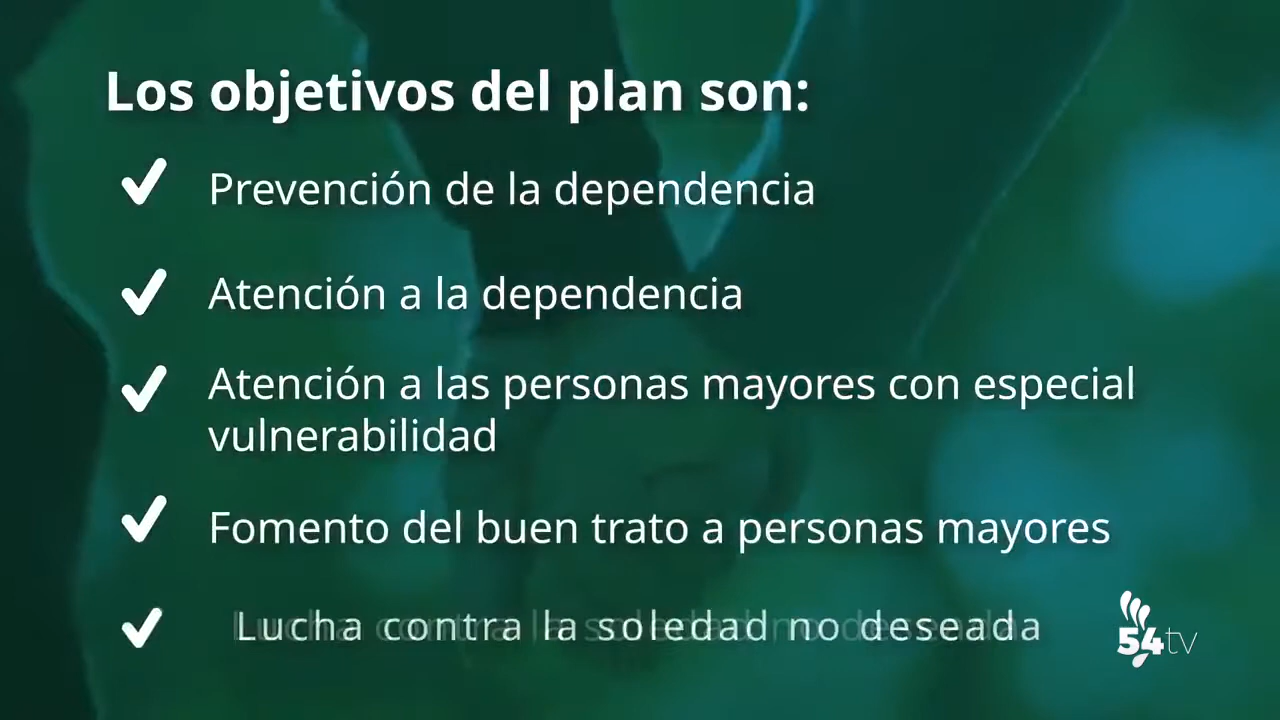 Los objetivos del plan son:
Prevención de la dependencia
Atención a la dependencia
Atención a las personas mayores con especial
vulnerabilidad
Fomento del buen trato a personas mayores
Lucha contra la soledad no deseada
54tv